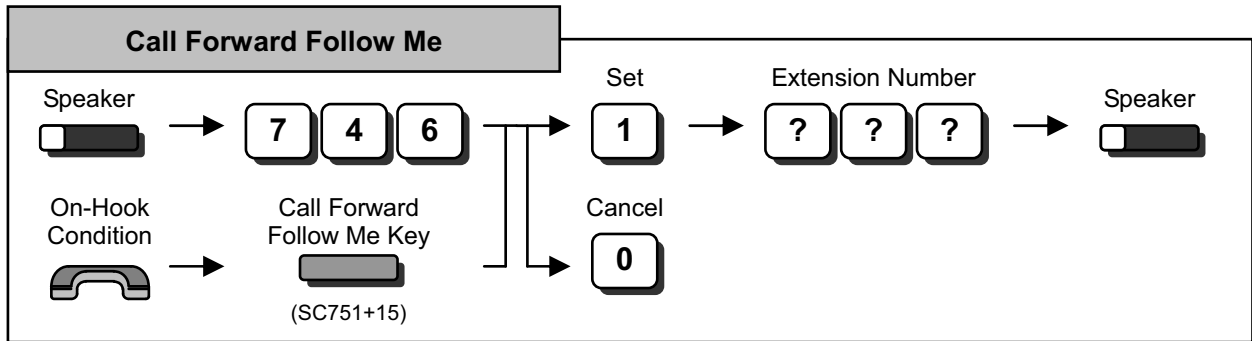 Call Forward Follow Me
Speaker
7 4 6
Set
1
Extension Number
? ? ?
Speaker
On-Hook
Condition
Call Forward
Follow Me Key
(SC751+15)
Cancel
0